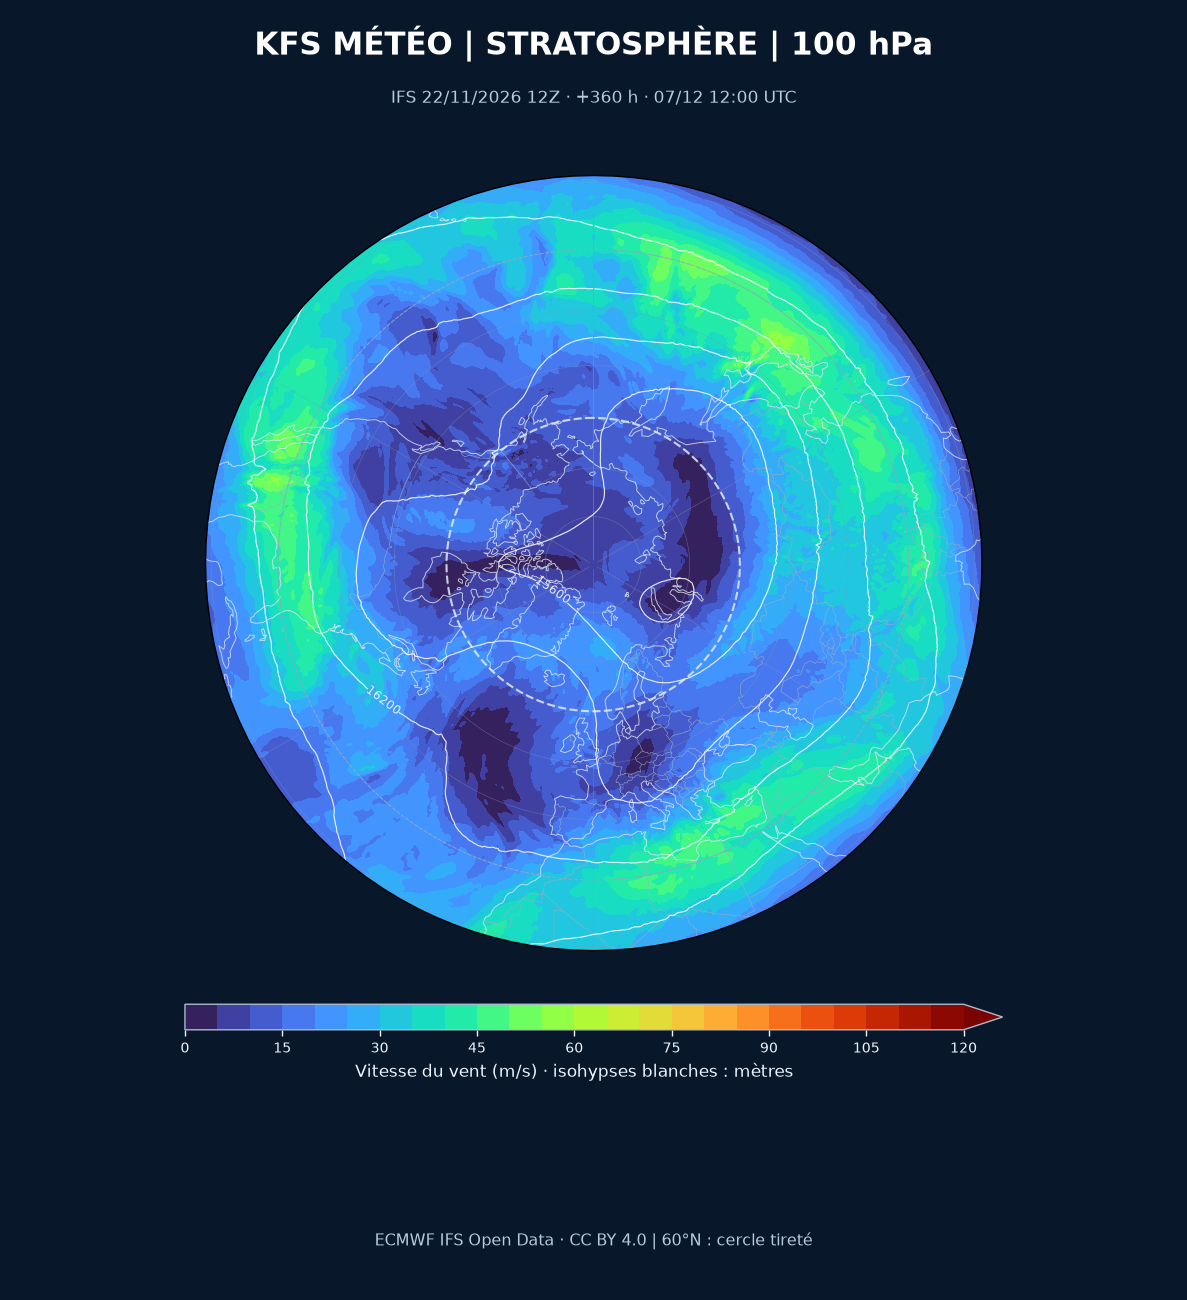 KFS MÉTÉO | STRATOSPHÈRE | 100 hPa
IFS 22/11/2026 12Z · +360 h · 07/12 12:00 UTC
15600
16200
0 15 30 45 60 75 90 105 120
Vitesse du vent (m/s) · isohypses blanches : mètres
ECMWF IFS Open Data · CC BY 4.0 | 60°N : cercle tireté